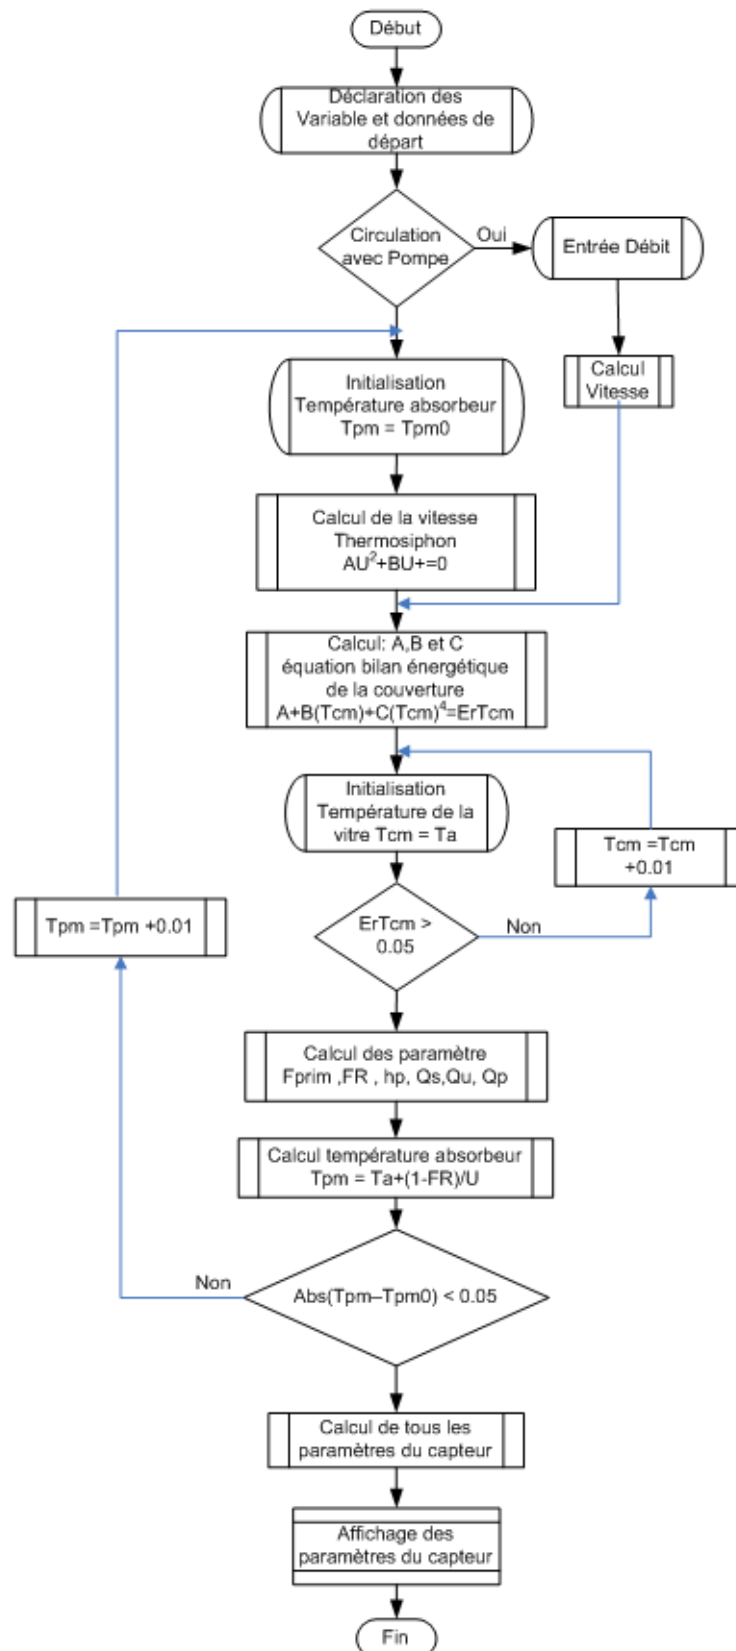 Début
Déclaration des
Variable et données de
départ
Circulation
avec Pompe
Oui
Entrée Débit
Calcul
Vitesse
Initialisation
Température absorbeur
Tpm = Tpm0
Calcul de la vitesse
Thermosiphon
AU²+BU+=0
Calcul: A,B et C
équation bilan énergétique
de la couverture
A+B(Tcm)+C(Tcm)⁴=ErTcm
Initialisation
Température de la
vitre Tcm = Ta
Tcm =Tcm
+0.01
Tpm =Tpm +0.01
ErTcm >
0.05
Non
Calcul des paramètre
Fprim ,FR , hp, Qs,Qu, Qp
Calcul température absorbeur
Tpm = Ta+(1-FR)/U
Non
Abs(Tpm–Tpm0) < 0.05
Calcul de tous les
paramètres du capteur
Affichage des
paramètres du capteur
Fin